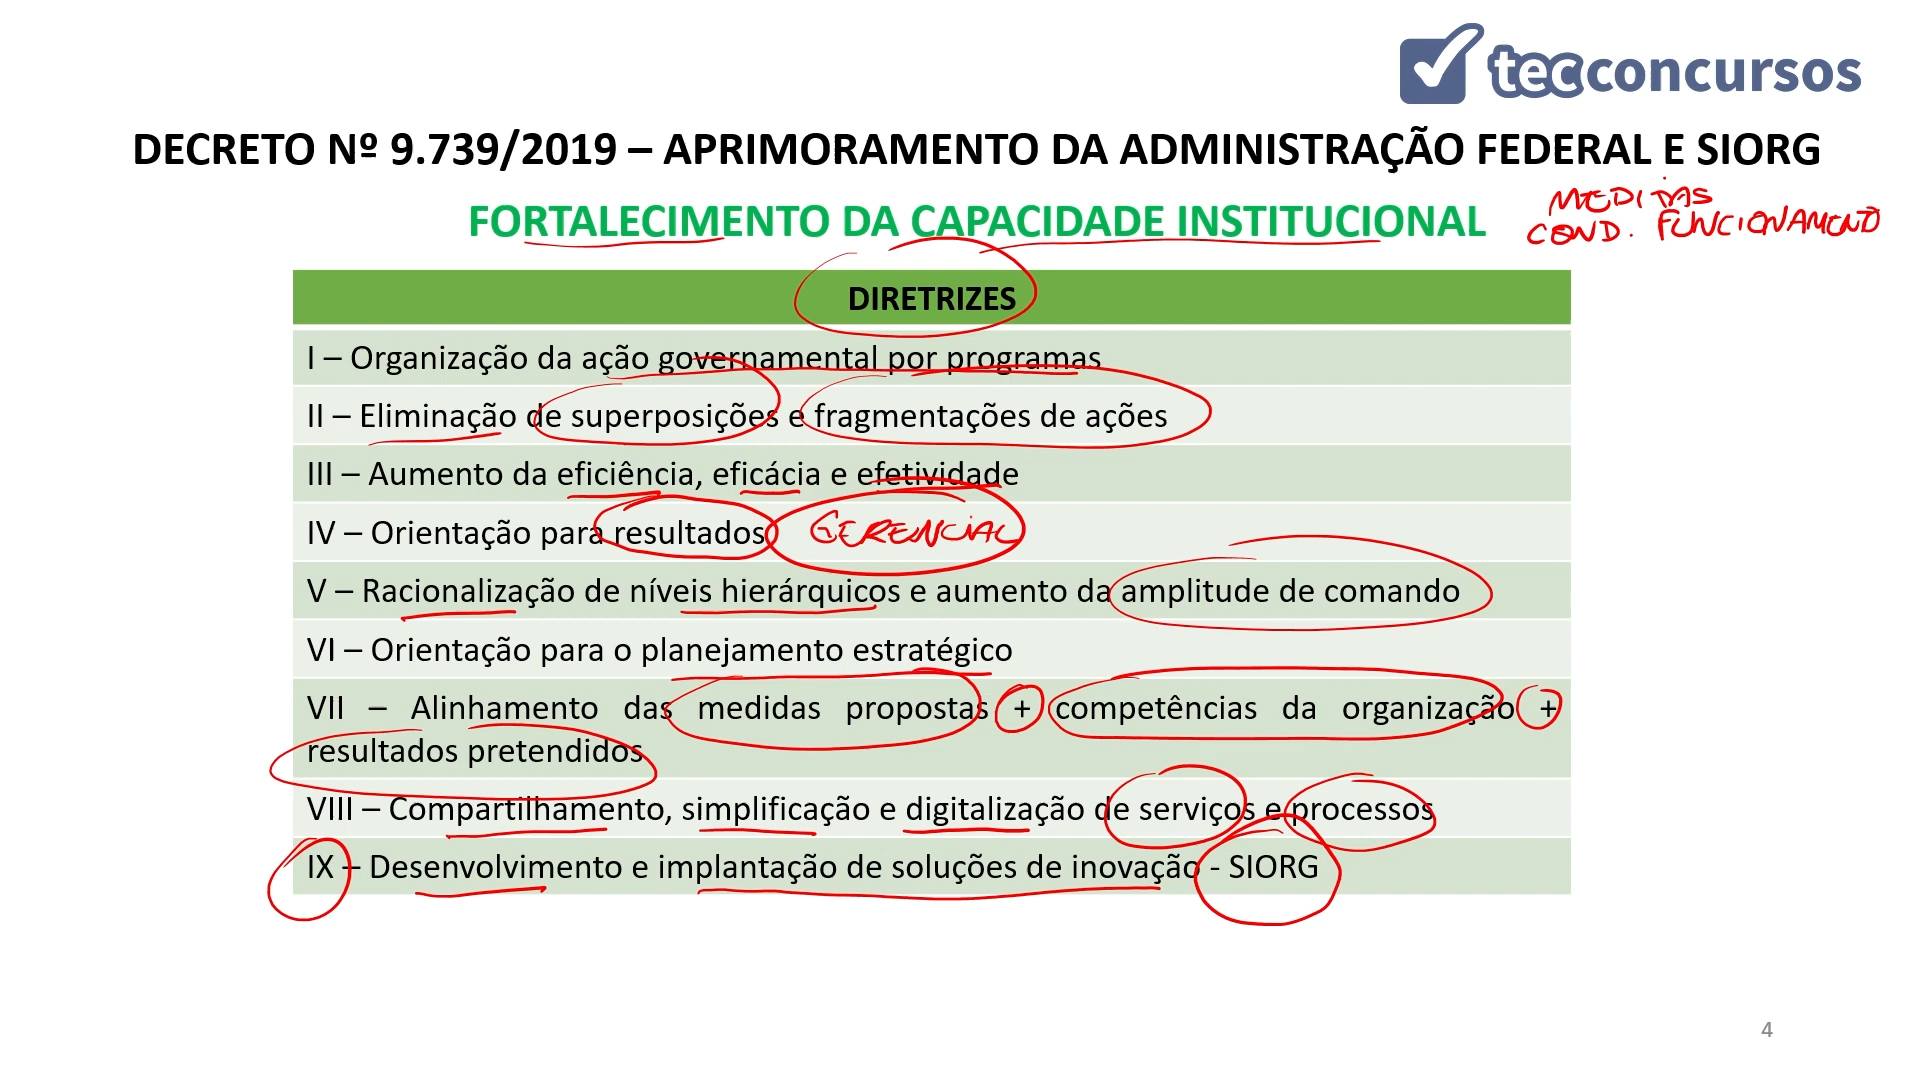 tecconcursos
DECRETO Nº 9.739/2019 – APRIMORAMENTO DA ADMINISTRAÇÃO FEDERAL E SIORG
FORTALECIMENTO DA CAPACIDADE INSTITUCIONAL
MEDIDAS
COND. FUNCIONAMENTO
DIRETRIZES
I – Organização da ação governamental por programas
II – Eliminação de superposições e fragmentações de ações
III – Aumento da eficiência, eficácia e efetividade
IV – Orientação para resultados GERENCIAL
V – Racionalização de níveis hierárquicos e aumento da amplitude de comando
VI – Orientação para o planejamento estratégico
VII – Alinhamento das medidas propostas + competências da organização +
resultados pretendidos
VIII – Compartilhamento, simplificação e digitalização de serviços e processos
IX – Desenvolvimento e implantação de soluções de inovação - SIORG
4